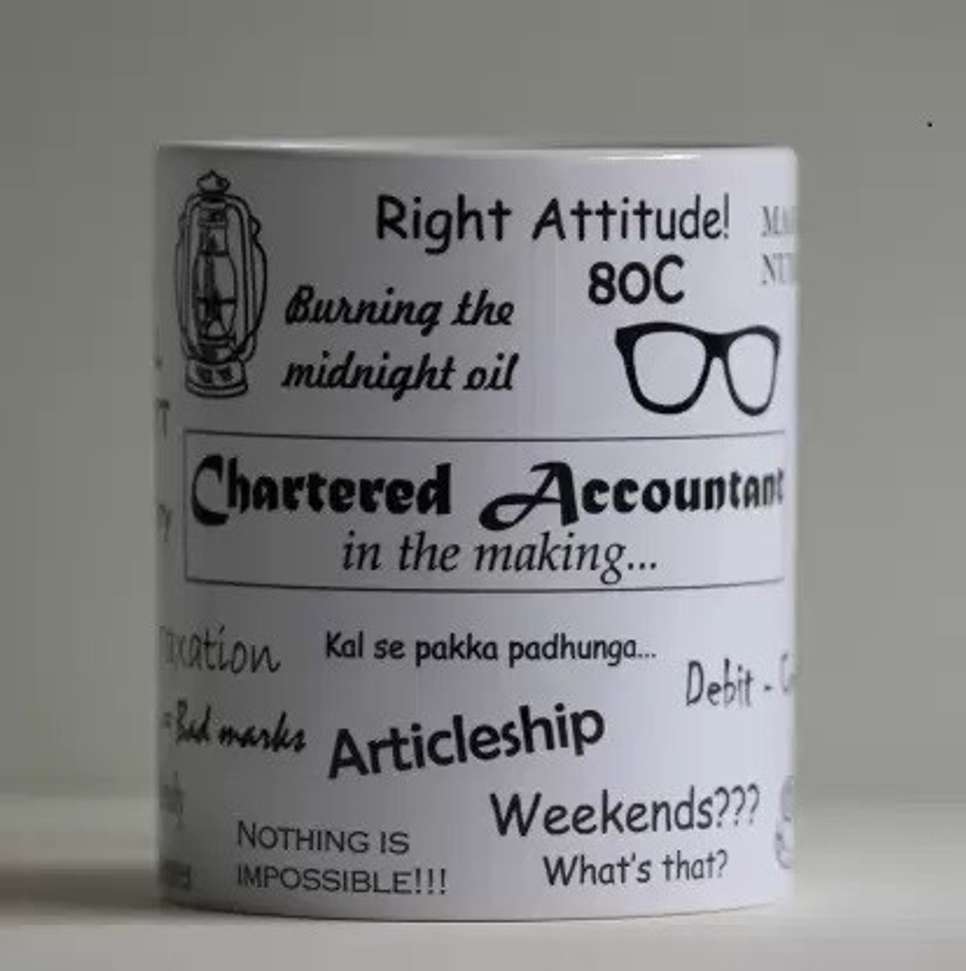 Right Attitude!
80C
Burning the
midnight oil
Chartered Accountant
in the making...
Kal se pakka padhunga...
Debit -
= Bad marks
Articleship
Weekends???
What's that?
NOTHING IS
IMPOSSIBLE!!!